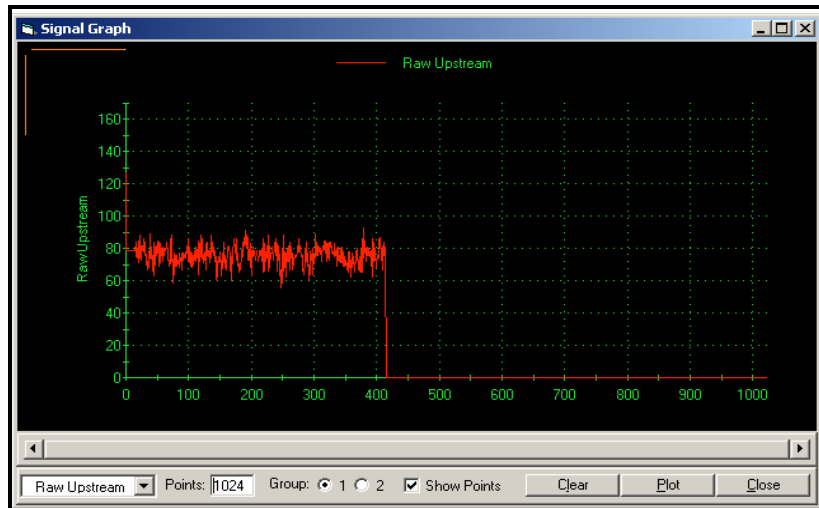 Signal Graph
Raw Upstream
160
140
120
100
80
60
40
20
0
Raw Upstream
0 100 200 300 400 500 600 700 800 900 1000
Raw Upstream Points: 1024 Group: 1 2 Show Points Clear Plot Close